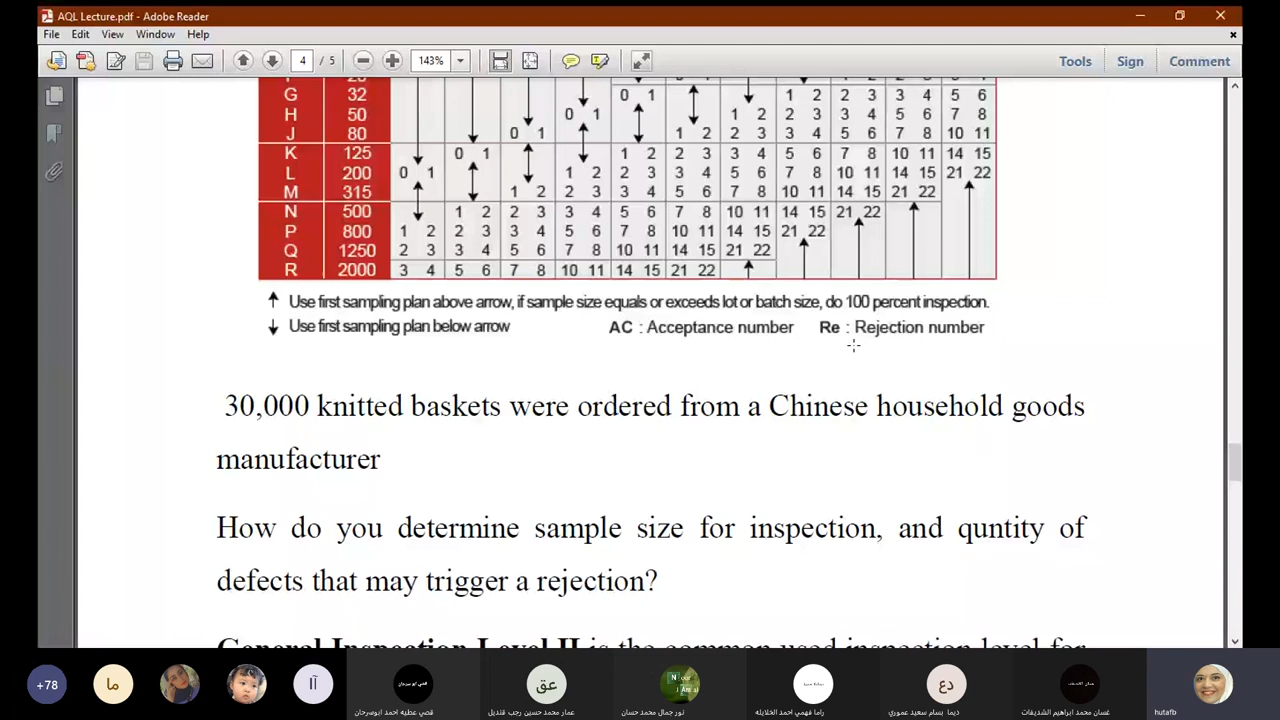 AQL Lecture.pdf - Adobe Reader
File Edit View Window Help
4 / 5 143% Tools Sign Comment
G 32 0 1 1 2 2 3 3 4 5 6
H 50 0 1 1 2 2 3 3 4 5 6 7 8
J 80 0 1 1 2 2 3 3 4 5 6 7 8 10 11
K 125 0 1 1 2 2 3 3 4 5 6 7 8 10 11 14 15
L 200 0 1 1 2 2 3 3 4 5 6 7 8 10 11 14 15 21 22
M 315 1 2 2 3 3 4 5 6 7 8 10 11 14 15 21 22
N 500 1 2 2 3 3 4 5 6 7 8 10 11 14 15 21 22
P 800 1 2 2 3 3 4 5 6 7 8 10 11 14 15 21 22
Q 1250 2 3 3 4 5 6 7 8 10 11 14 15 21 22
R 2000 3 4 5 6 7 8 10 11 14 15 21 22
Use first sampling plan above arrow, if sample size equals or exceeds lot or batch size, do 100 percent inspection.
Use first sampling plan below arrow AC : Acceptance number Re : Rejection number
30,000 knitted baskets were ordered from a Chinese household goods
manufacturer
How do you determine sample size for inspection, and quntity of
defects that may trigger a rejection?
General Inspection Level II is the common used inspection level for
+78 ما آآ عق دع
قصي عطيه احمد ابوسرحان عمار محمد حسين رجب قنديل نور جمال محمد حسان راما فهمي احمد الخلايله ديما بسام سعيد عموري غسان محمد ابراهيم الشديفات hutafb